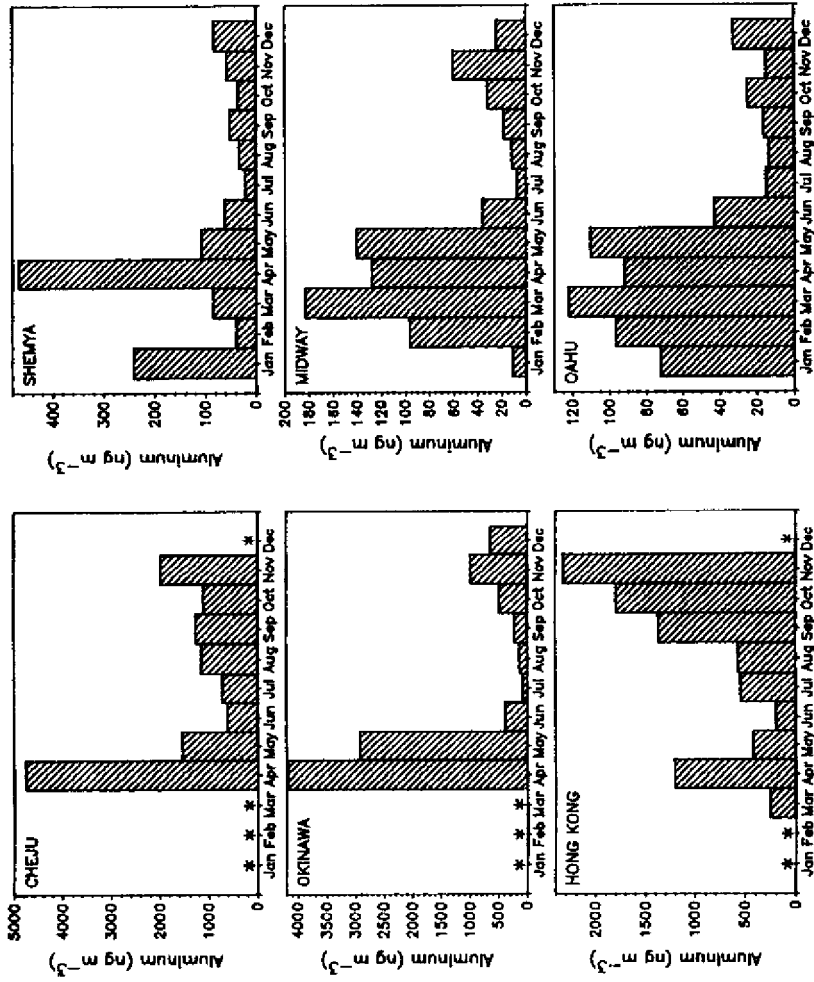 CHEJU
Aluminum (ng m⁻³)
5000
4000
3000
2000
1000
0
* * * *
Jan Feb Mar Apr May Jun Jul Aug Sep Oct Nov Dec
SHEMYA
Aluminum (ng m⁻³)
400
300
200
100
0
Jan Feb Mar Apr May Jun Jul Aug Sep Oct Nov Dec
OKINAWA
Aluminum (ng m⁻³)
4000
3500
3000
2500
2000
1500
1000
500
0
* * *
Jan Feb Mar Apr May Jun Jul Aug Sep Oct Nov Dec
MIDWAY
Aluminum (ng m⁻³)
200
180
160
140
120
100
80
60
40
20
0
Jan Feb Mar Apr May Jun Jul Aug Sep Oct Nov Dec
HONG KONG
Aluminum (ng m⁻³)
2000
1500
1000
500
0
* * *
Jan Feb Mar Apr May Jun Jul Aug Sep Oct Nov Dec
OAHU
Aluminum (ng m⁻³)
120
100
80
60
40
20
0
Jan Feb Mar Apr May Jun Jul Aug Sep Oct Nov Dec